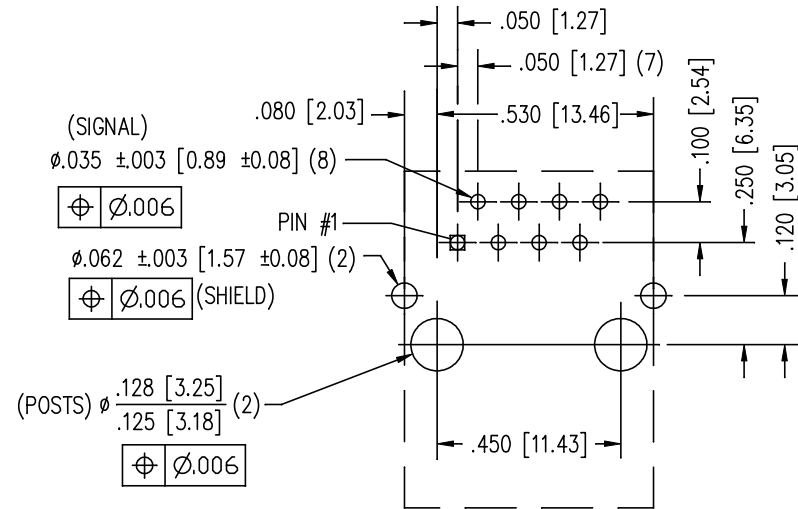 .050 [1.27]
.050 [1.27] (7)
.080 [2.03]
.530 [13.46]
.100 [2.54]
.250 [6.35]
.120 [3.05]
(SIGNAL)
ø.035 ±.003 [0.89 ±0.08] (8)
⌖ Ø.006
PIN #1
ø.062 ±.003 [1.57 ±0.08] (2)
⌖ Ø.006 (SHIELD)
(POSTS) ø .128 [3.25] (2)
.125 [3.18]
⌖ Ø.006
.450 [11.43]